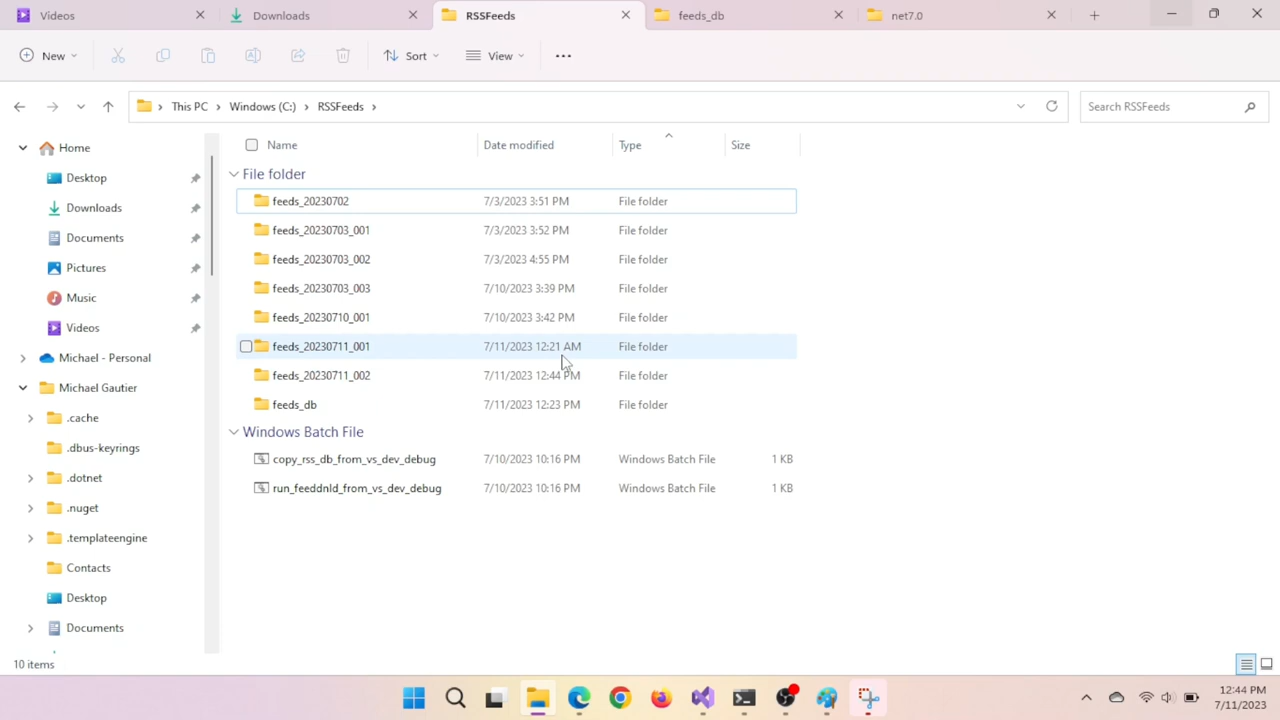 Videos Downloads RSSFeeds feeds_db net7.0
New Sort View
This PC Windows (C:) RSSFeeds Search RSSFeeds
Home
Desktop
Downloads
Documents
Pictures
Music
Videos
Michael - Personal
Michael Gautier
.cache
.dbus-keyrings
.dotnet
.nuget
.templateengine
Contacts
Desktop
Documents
Name Date modified Type Size
File folder
feeds_20230702 7/3/2023 3:51 PM File folder
feeds_20230703_001 7/3/2023 3:52 PM File folder
feeds_20230703_002 7/3/2023 4:55 PM File folder
feeds_20230703_003 7/10/2023 3:39 PM File folder
feeds_20230710_001 7/10/2023 3:42 PM File folder
feeds_20230711_001 7/11/2023 12:21 AM File folder
feeds_20230711_002 7/11/2023 12:44 PM File folder
feeds_db 7/11/2023 12:23 PM File folder
Windows Batch File
copy_rss_db_from_vs_dev_debug 7/10/2023 10:16 PM Windows Batch File 1 KB
run_feeddnld_from_vs_dev_debug 7/10/2023 10:16 PM Windows Batch File 1 KB
10 items
12:44 PM
7/11/2023